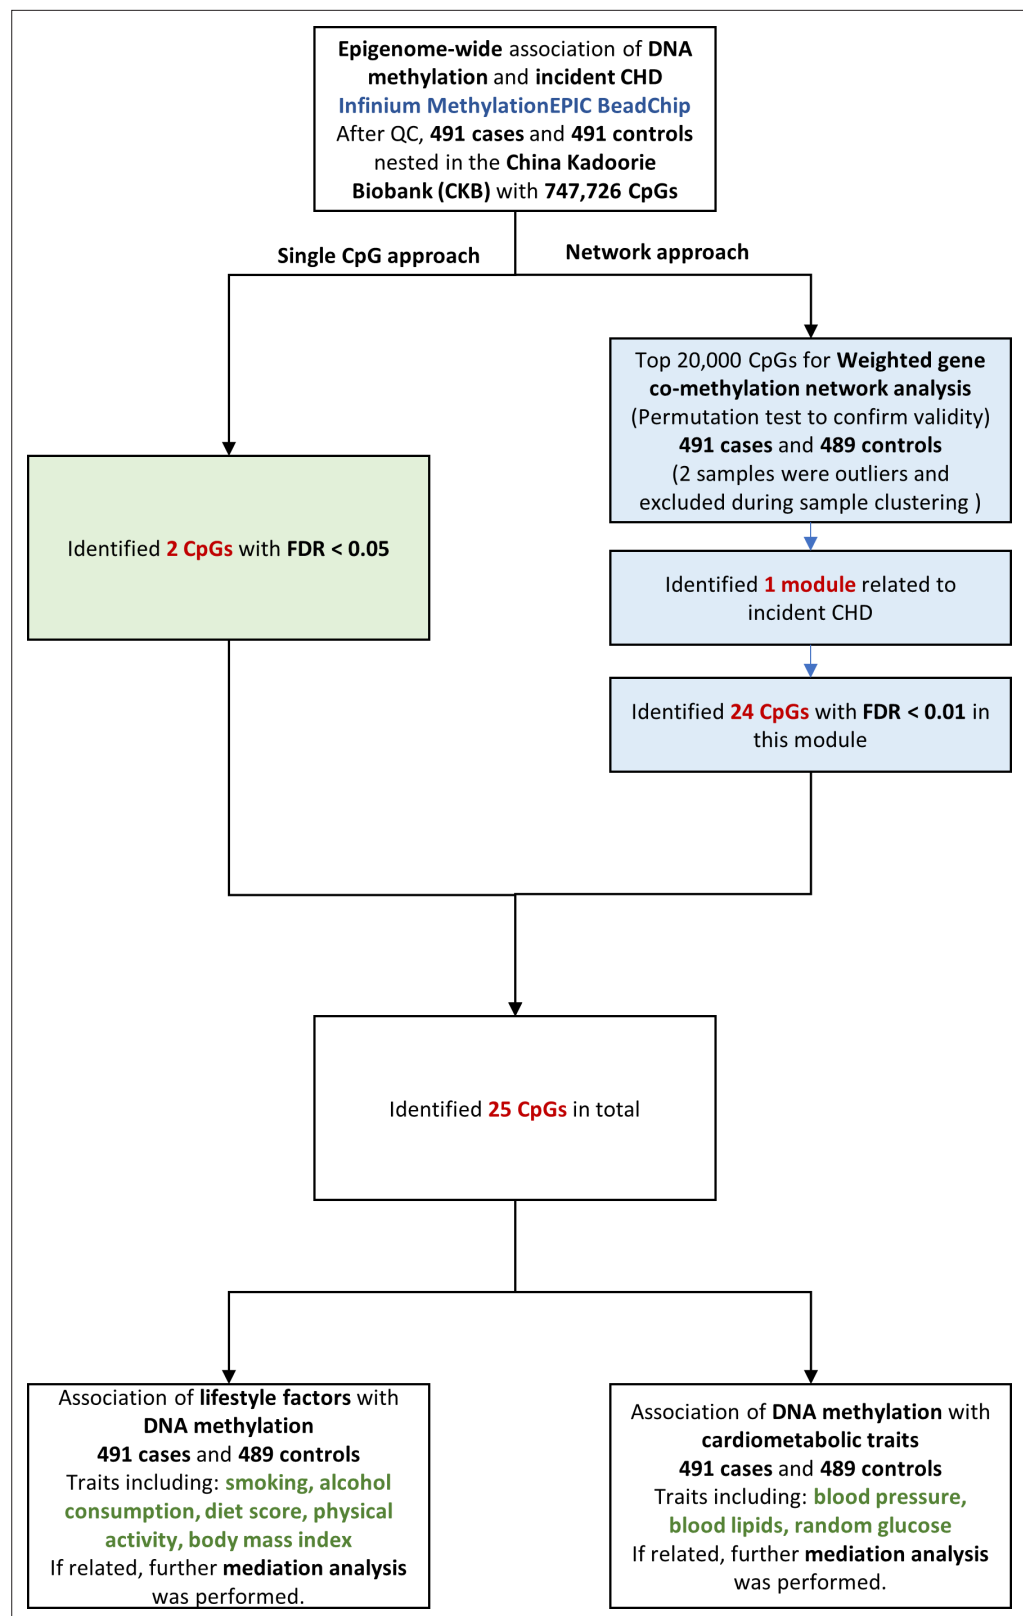 Epigenome-wide association of DNA
methylation and incident CHD
Infinium MethylationEPIC BeadChip
After QC, 491 cases and 491 controls
nested in the China Kadoorie
Biobank (CKB) with 747,726 CpGs
Single CpG approach
Network approach
Top 20,000 CpGs for Weighted gene
co-methylation network analysis
(Permutation test to confirm validity)
491 cases and 489 controls
(2 samples were outliers and
excluded during sample clustering )
Identified 2 CpGs with FDR < 0.05
Identified 1 module related to
incident CHD
Identified 24 CpGs with FDR < 0.01 in
this module
Identified 25 CpGs in total
Association of lifestyle factors with
DNA methylation
491 cases and 489 controls
Traits including: smoking, alcohol
consumption, diet score, physical
activity, body mass index
If related, further mediation analysis
was performed.
Association of DNA methylation with
cardiometabolic traits
491 cases and 489 controls
Traits including: blood pressure,
blood lipids, random glucose
If related, further mediation analysis
was performed.